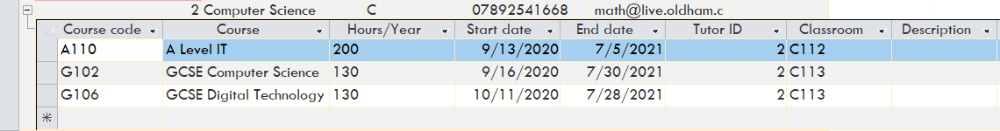 2 Computer Science C 07892541668 math@live.oldham.c
Course code Course Hours/Year Start date End date Tutor ID Classroom Description
A110 A Level IT 200 9/13/2020 7/5/2021 2 C112
G102 GCSE Computer Science 130 9/16/2020 7/30/2021 2 C113
G106 GCSE Digital Technology 130 10/11/2020 7/28/2021 2 C113